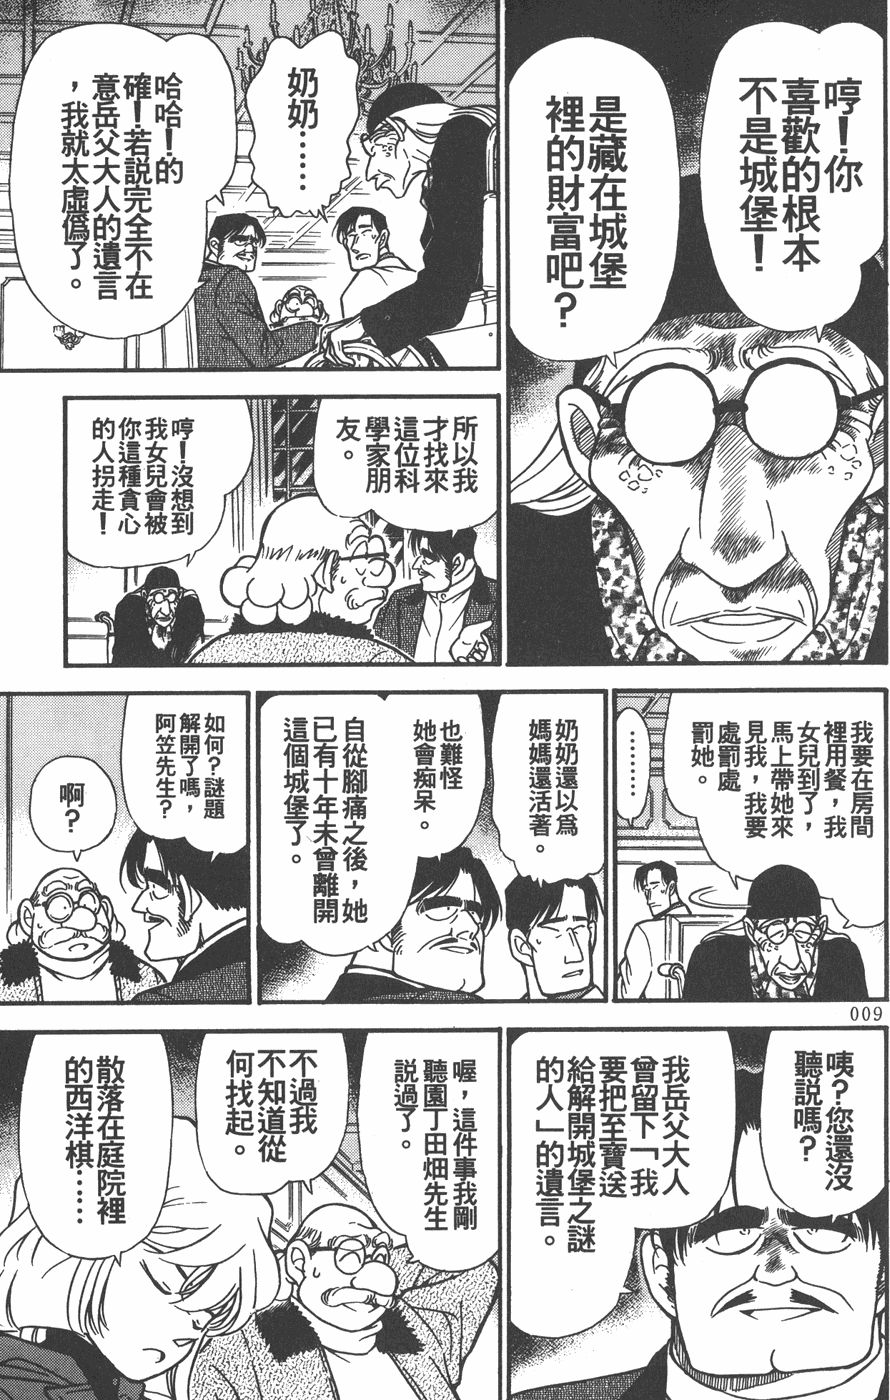 哼！你
喜歡的根本
不是城堡！
是藏在城堡
裡的財富吧？
奶奶……
哈哈！的
確！若說完全不在
意岳父大人的遺言
，我就太虛偽了。
所以我
才找來
這位科
學家朋
友。
哼！沒想到
我女兒會被
你這種貪心
的人拐走！
我要在房間
裡用餐，我
女兒到了，
馬上帶她來
見我，我要
處罰處
罰她。
………
奶奶還以為
媽媽還活著。
也難怪
她會痴呆。
自從腳痛之後，她
已有十年未曾離開
這個城堡了。
如何？謎題
解開了嗎，
阿笠先生？
啊？
009
咦？您還沒
聽說嗎？
我岳父大人
曾留下「我
要把至寶送
給解開城堡之謎
的人」的遺言。
喔，這件事我剛
聽園丁田畑先生
說過了。
不過我
不知道從
何找起。
散落在庭院裡
的西洋棋……